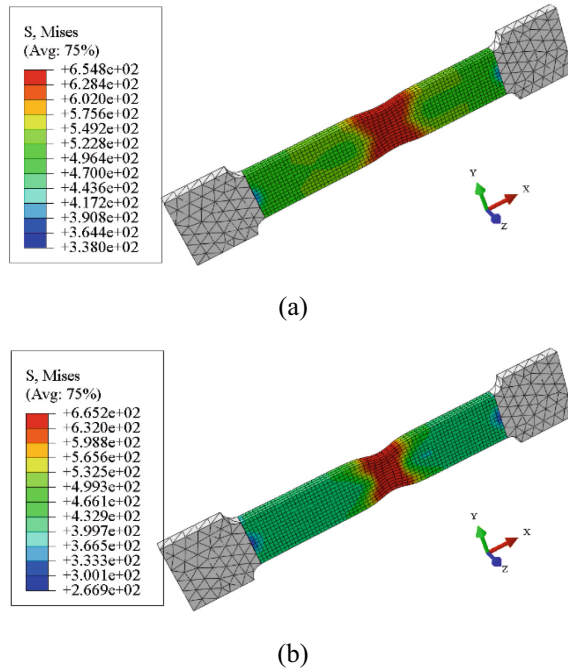 S, Mises
(Avg: 75%)
+6.548e+02
+6.284e+02
+6.020e+02
+5.756e+02
+5.492e+02
+5.228e+02
+4.964e+02
+4.700e+02
+4.436e+02
+4.172e+02
+3.908e+02
+3.644e+02
+3.380e+02
Y
X
Z
(a)
S, Mises
(Avg: 75%)
+6.652e+02
+6.320e+02
+5.988e+02
+5.656e+02
+5.325e+02
+4.993e+02
+4.661e+02
+4.329e+02
+3.997e+02
+3.665e+02
+3.333e+02
+3.001e+02
+2.669e+02
Y
X
Z
(b)